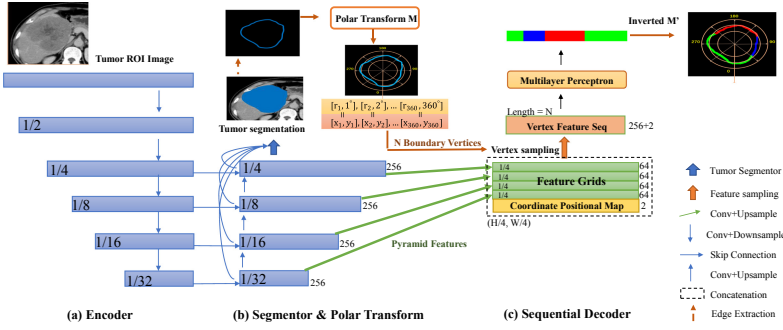 Tumor ROI Image
1/2
1/4
1/8
1/16
1/32
(a) Encoder
Polar Transform M
[r₁, 1°], [r₂, 2°], ... [r₃₆₀, 360°]
= = =
[x₁, y₁], [x₂, y₂], ... [x₃₆₀, y₃₆₀]
Tumor segmentation
N Boundary Vertices
1/4
256
1/8
256
1/16
256
1/32
256
Pyramid Features
(b) Segmentor & Polar Transform
Inverted M'
Multilayer Perceptron
Length = N
Vertex Feature Seq
256+2
Vertex sampling
1/4
64
1/4
64
1/4
64
1/4
64
Feature Grids
Coordinate Positional Map
2
(H/4, W/4)
(c) Sequential Decoder
180
270
90
0
Tumor Segmentor
Feature sampling
Conv+Upsample
Conv+Downsample
Skip Connection
Conv+Upsample
Concatenation
Edge Extraction